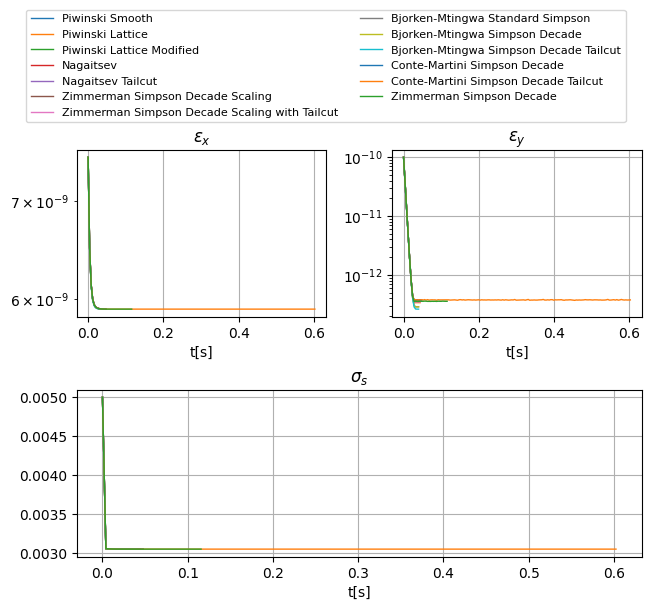 Piwinski Smooth
Piwinski Lattice
Piwinski Lattice Modified
Nagaitsev
Nagaitsev Tailcut
Zimmerman Simpson Decade Scaling
Zimmerman Simpson Decade Scaling with Tailcut
Bjorken-Mtingwa Standard Simpson
Bjorken-Mtingwa Simpson Decade
Bjorken-Mtingwa Simpson Decade Tailcut
Conte-Martini Simpson Decade
Conte-Martini Simpson Decade Tailcut
Zimmerman Simpson Decade
εₓ
7 × 10⁻⁹
6 × 10⁻⁹
0.0 0.2 0.4 0.6
t[s]
ε_y
10⁻¹⁰
10⁻¹¹
10⁻¹²
0.0 0.2 0.4 0.6
t[s]
σₛ
0.0050
0.0045
0.0040
0.0035
0.0030
0.0 0.1 0.2 0.3 0.4 0.5 0.6
t[s]